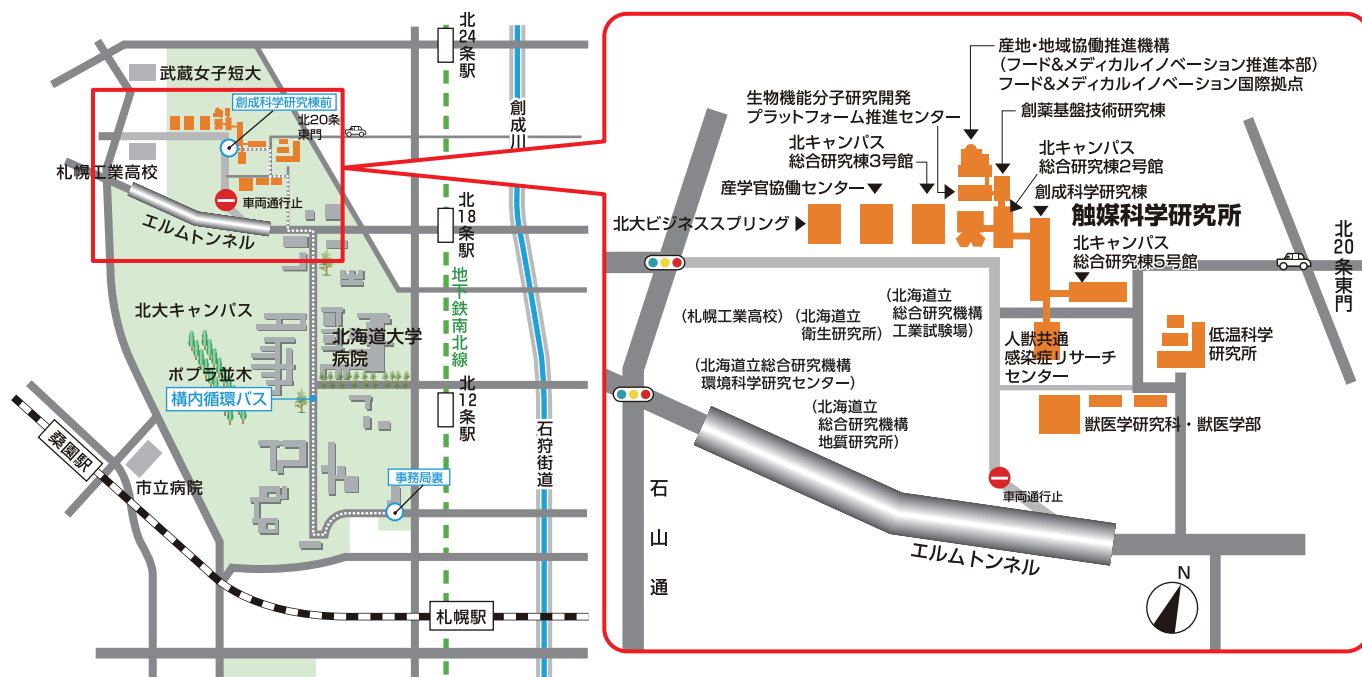 北24条駅
武蔵女子短大
創成科学研究棟前
北20条
東門
創成川
札幌工業高校
車両通行止
エルムトンネル
北18条駅
地下鉄南北線
北大キャンパス
北海道大学
病院
ポプラ並木
構内循環バス
北12条駅
石狩街道
桑園駅
市立病院
事務局裏
札幌駅
産地・地域協働推進機構
(フード&メディカルイノベーション推進本部)
フード&メディカルイノベーション国際拠点
生物機能分子研究開発
プラットフォーム推進センター
創薬基盤技術研究棟
北キャンパス
総合研究棟3号館
北キャンパス
総合研究棟2号館
産学官協働センター
創成科学研究棟
北大ビジネススプリング
触媒科学研究所
北キャンパス
総合研究棟5号館
北20条東門
(札幌工業高校)
(北海道立
衛生研究所)
(北海道立
総合研究機構
工業試験場)
人獣共通
感染症リサーチ
センター
低温科学
研究所
(北海道立総合研究機構
環境科学研究センター)
(北海道立
総合研究機構
地質研究所)
獣医学研究科・獣医学部
車両通行止
石山通
エルムトンネル
N